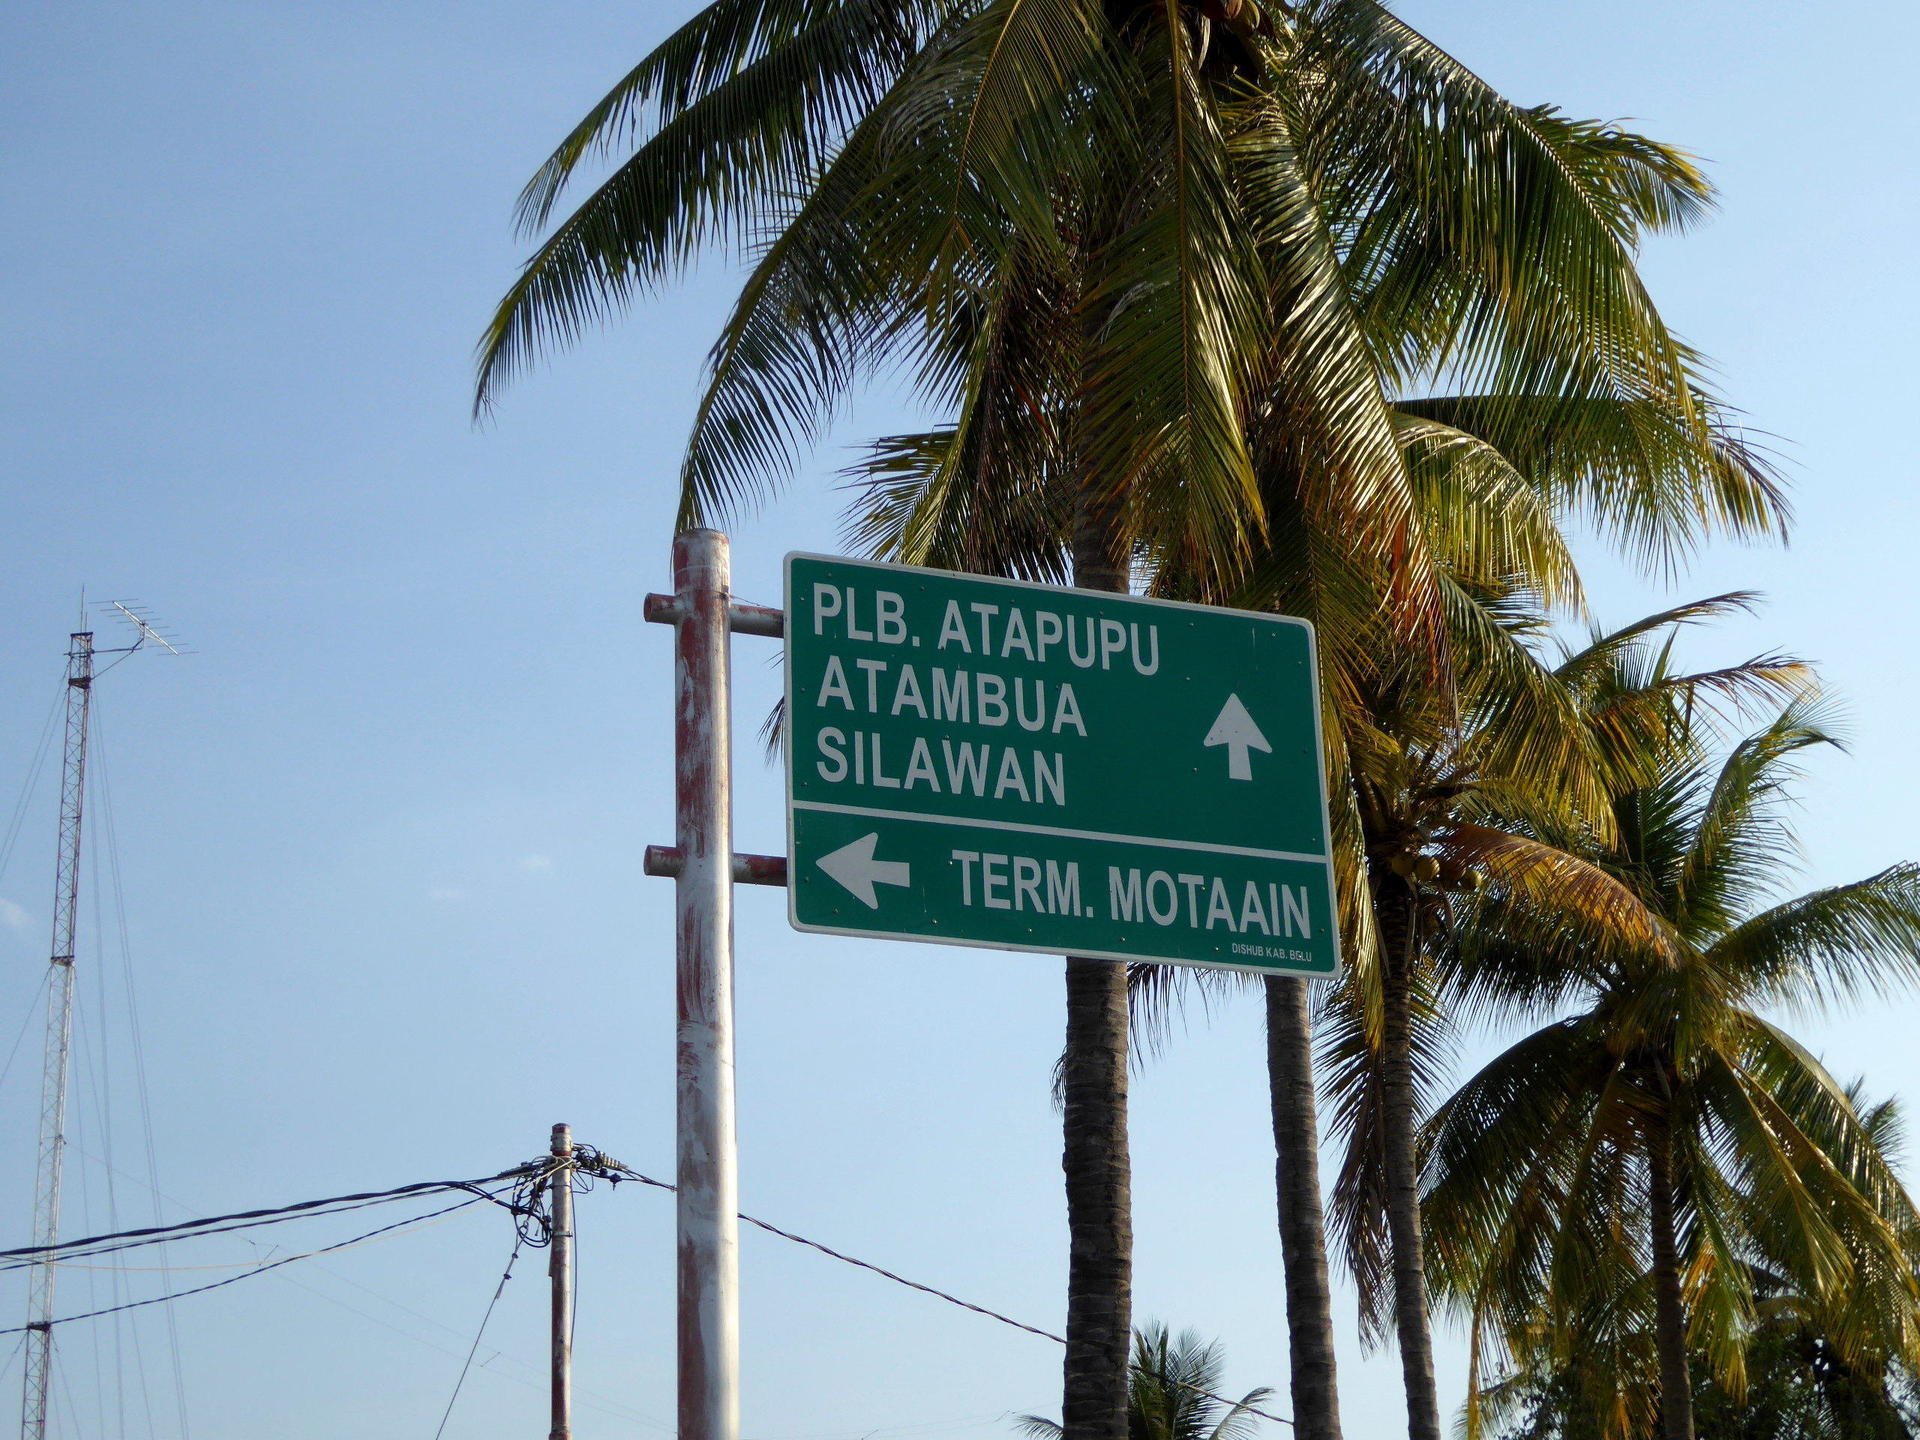 PLB. ATAPUPU
ATAMBUA
SILAWAN
TERM. MOTAAIN
DISHUB KAB. BELU